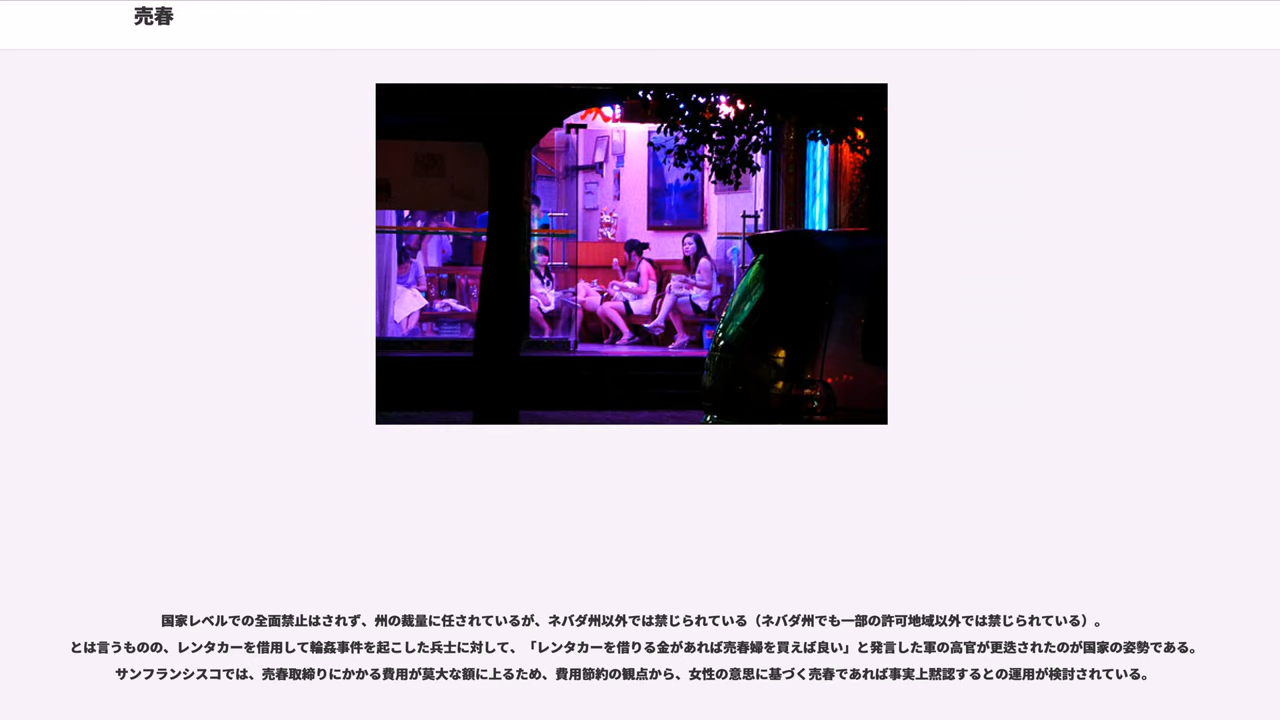 売春
国家レベルでの全面禁止はされず、州の裁量に任されているが、ネバダ州以外では禁じられている（ネバダ州でも一部の許可地域以外では禁じられている）。
とは言うものの、レンタカーを借用して輪姦事件を起こした兵士に対して、「レンタカーを借りる金があれば売春婦を買えば良い」と発言した軍の高官が更迭されたのが国家の姿勢である。
サンフランシスコでは、売春取締りにかかる費用が莫大な額に上るため、費用節約の観点から、女性の意思に基づく売春であれば事実上黙認するとの運用が検討されている。